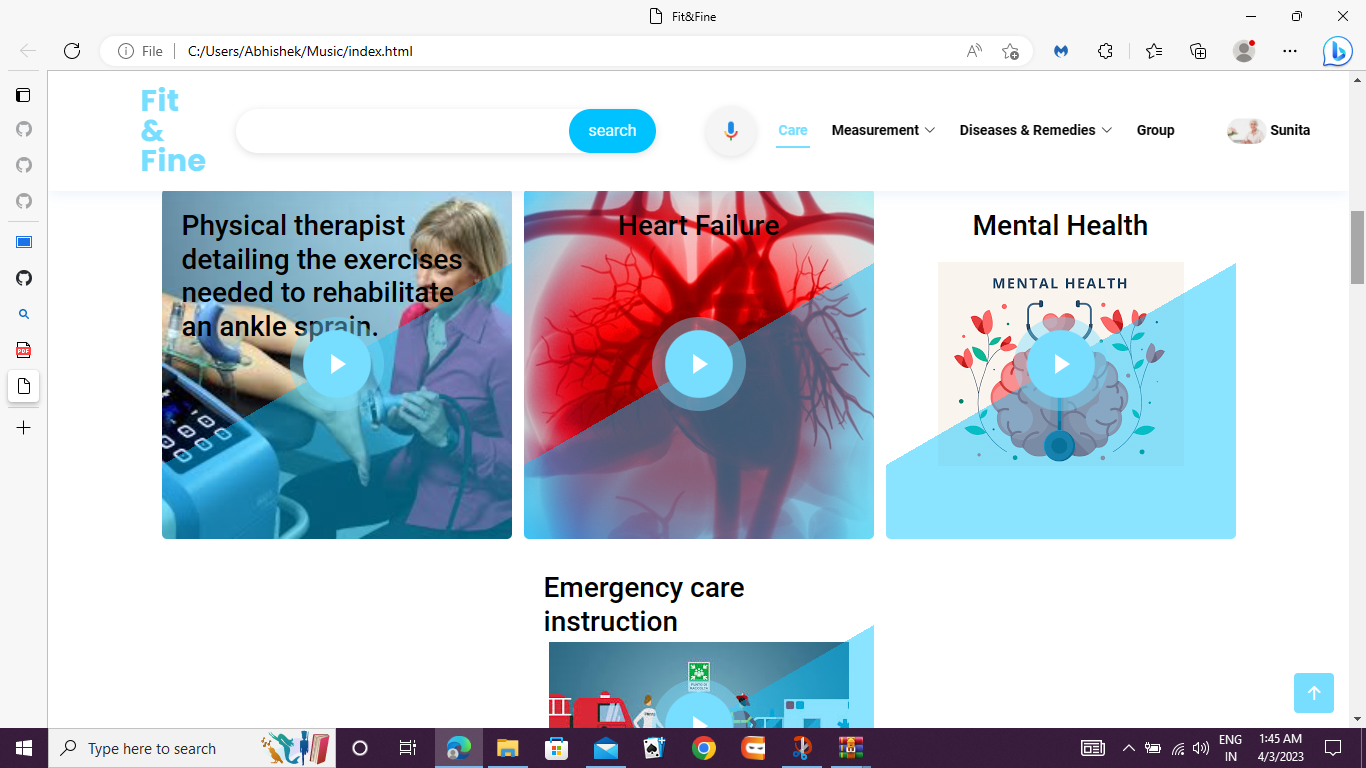 Fit&Fine
File
C:/Users/Abhishek/Music/index.html
Fit
&
Fine
search
Care
Measurement
Diseases & Remedies
Group
Sunita
Physical therapist
detailing the exercises
needed to rehabilitate
an ankle sprain.
Heart Failure
Mental Health
MENTAL HEALTH
Emergency care
instruction
PDF
Type here to search
ENG
IN
1:45 AM
4/3/2023